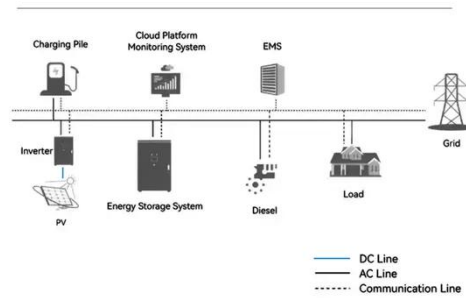 Charging Pile
Cloud Platform
Monitoring System
EMS
Grid
Inverter
PV
Energy Storage System
Diesel
Load
DC Line
AC Line
Communication Line